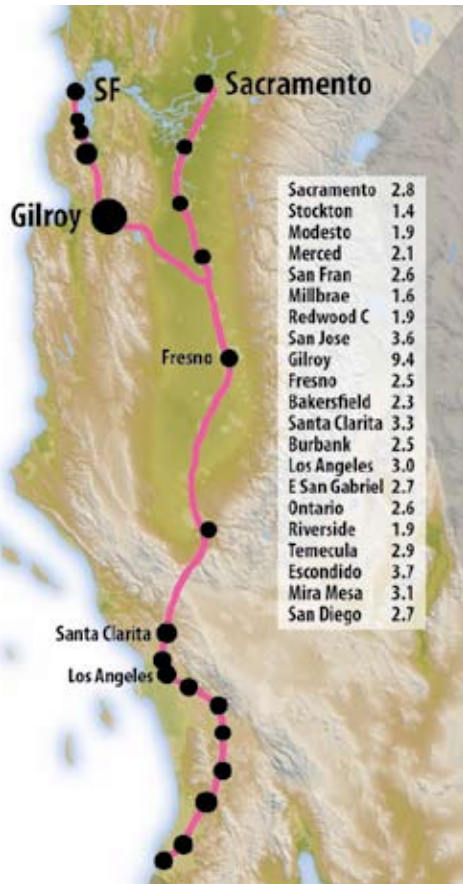 SF
Sacramento
Gilroy
Fresno
Santa Clarita
Los Angeles
Sacramento 2.8
Stockton 1.4
Modesto 1.9
Merced 2.1
San Fran 2.6
Millbrae 1.6
Redwood C 1.9
San Jose 3.6
Gilroy 9.4
Fresno 2.5
Bakersfield 2.3
Santa Clarita 3.3
Burbank 2.5
Los Angeles 3.0
E San Gabriel 2.7
Ontario 2.6
Riverside 1.9
Temecula 2.9
Escondido 3.7
Mira Mesa 3.1
San Diego 2.7